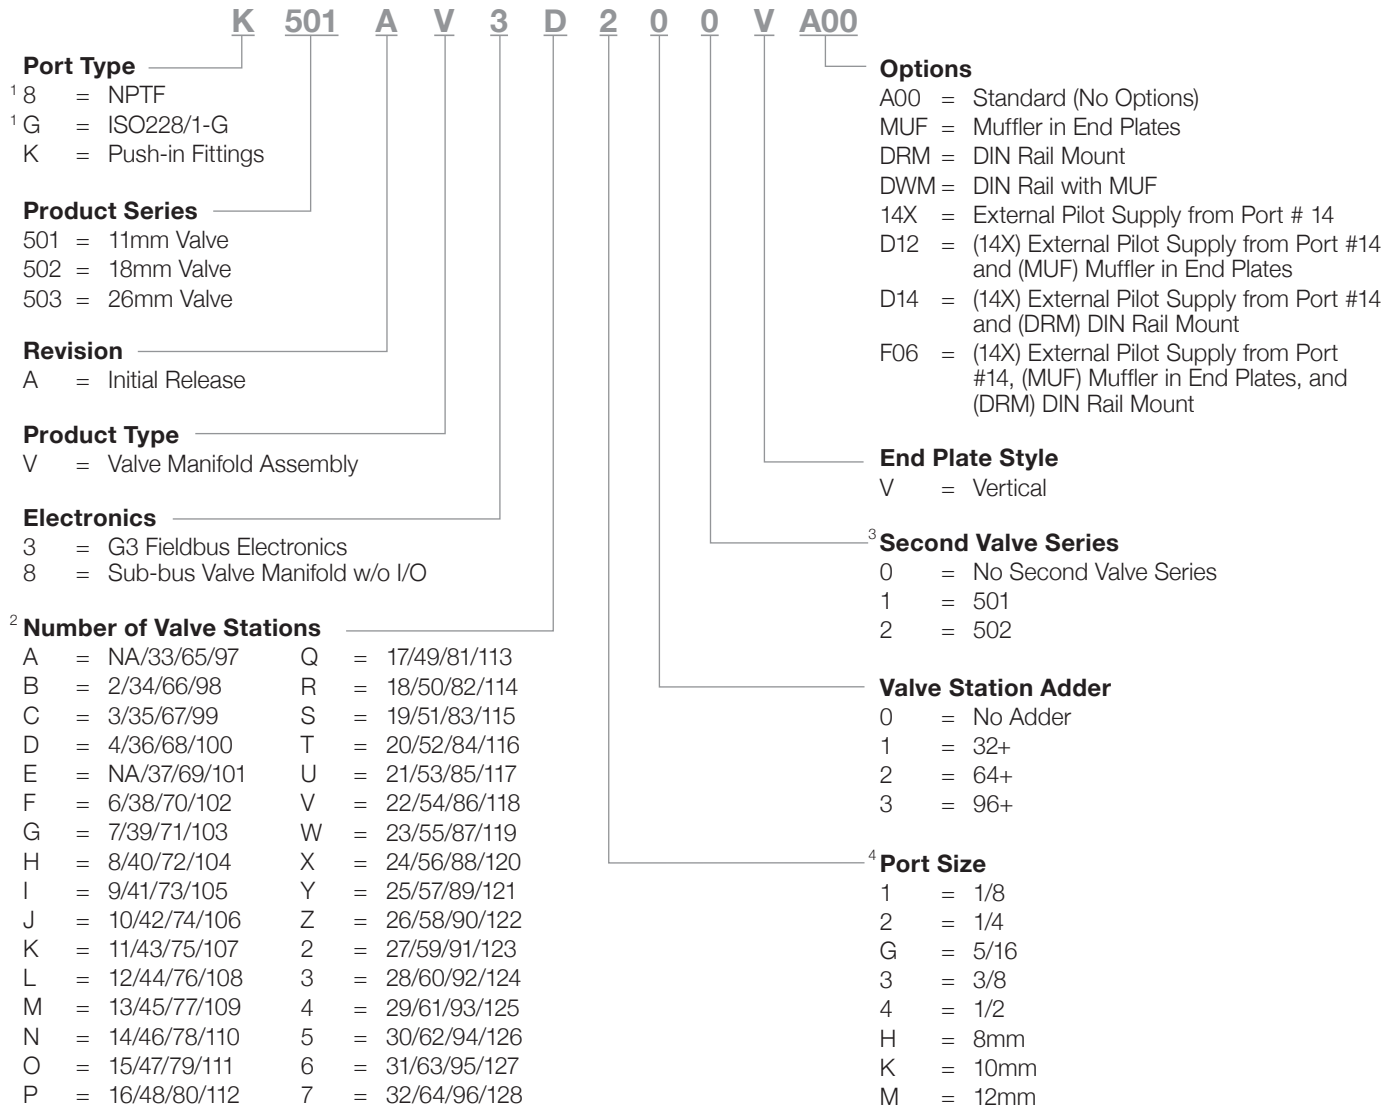 K 501 A V 3 D 2 0 0 V A00
Port Type
1 8 = NPTF
1 G = ISO228/1-G
K = Push-in Fittings
Product Series
501 = 11mm Valve
502 = 18mm Valve
503 = 26mm Valve
Revision
A = Initial Release
Product Type
V = Valve Manifold Assembly
Electronics
3 = G3 Fieldbus Electronics
8 = Sub-bus Valve Manifold w/o I/O
2 Number of Valve Stations
A = NA/33/65/97
B = 2/34/66/98
C = 3/35/67/99
D = 4/36/68/100
E = NA/37/69/101
F = 6/38/70/102
G = 7/39/71/103
H = 8/40/72/104
I = 9/41/73/105
J = 10/42/74/106
K = 11/43/75/107
L = 12/44/76/108
M = 13/45/77/109
N = 14/46/78/110
O = 15/47/79/111
P = 16/48/80/112
Q = 17/49/81/113
R = 18/50/82/114
S = 19/51/83/115
T = 20/52/84/116
U = 21/53/85/117
V = 22/54/86/118
W = 23/55/87/119
X = 24/56/88/120
Y = 25/57/89/121
Z = 26/58/90/122
2 = 27/59/91/123
3 = 28/60/92/124
4 = 29/61/93/125
5 = 30/62/94/126
6 = 31/63/95/127
7 = 32/64/96/128
Options
A00 = Standard (No Options)
MUF = Muffler in End Plates
DRM = DIN Rail Mount
DWM = DIN Rail with MUF
14X = External Pilot Supply from Port # 14
D12 = (14X) External Pilot Supply from Port #14
and (MUF) Muffler in End Plates
D14 = (14X) External Pilot Supply from Port #14
and (DRM) DIN Rail Mount
F06 = (14X) External Pilot Supply from Port
#14, (MUF) Muffler in End Plates, and
(DRM) DIN Rail Mount
End Plate Style
V = Vertical
3 Second Valve Series
0 = No Second Valve Series
1 = 501
2 = 502
Valve Station Adder
0 = No Adder
1 = 32+
2 = 64+
3 = 96+
4 Port Size
1 = 1/8
2 = 1/4
G = 5/16
3 = 3/8
4 = 1/2
H = 8mm
K = 10mm
M = 12mm